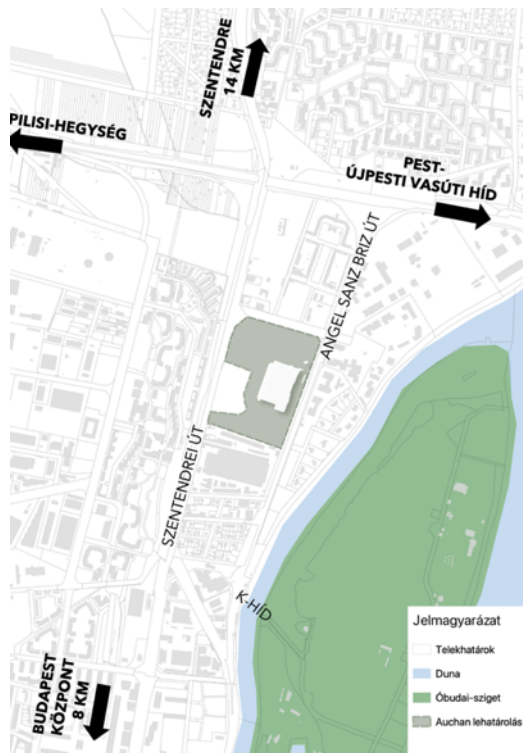 SZENTENDRE
14 KM
PILISI-HEGYSÉG
PEST-
ÚJPESTI VASÚTI HÍD
ANGEL SANZ BRIZ ÚT
SZENTENDREI ÚT
K-HÍD
BUDAPEST
KÖZPONT
8 KM
Jelmagyarázat
Telekhatárok
Duna
Óbudai-sziget
Auchan lehatárolás